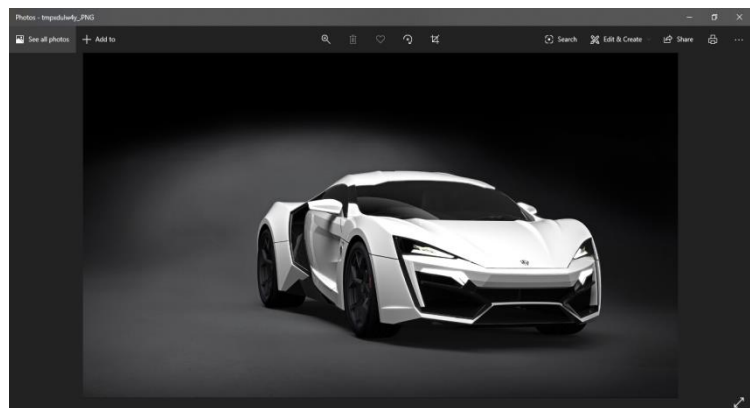 Photos - tmpsdulw4y_.PNG
See all photos
Add to
Search
Edit & Create
Share